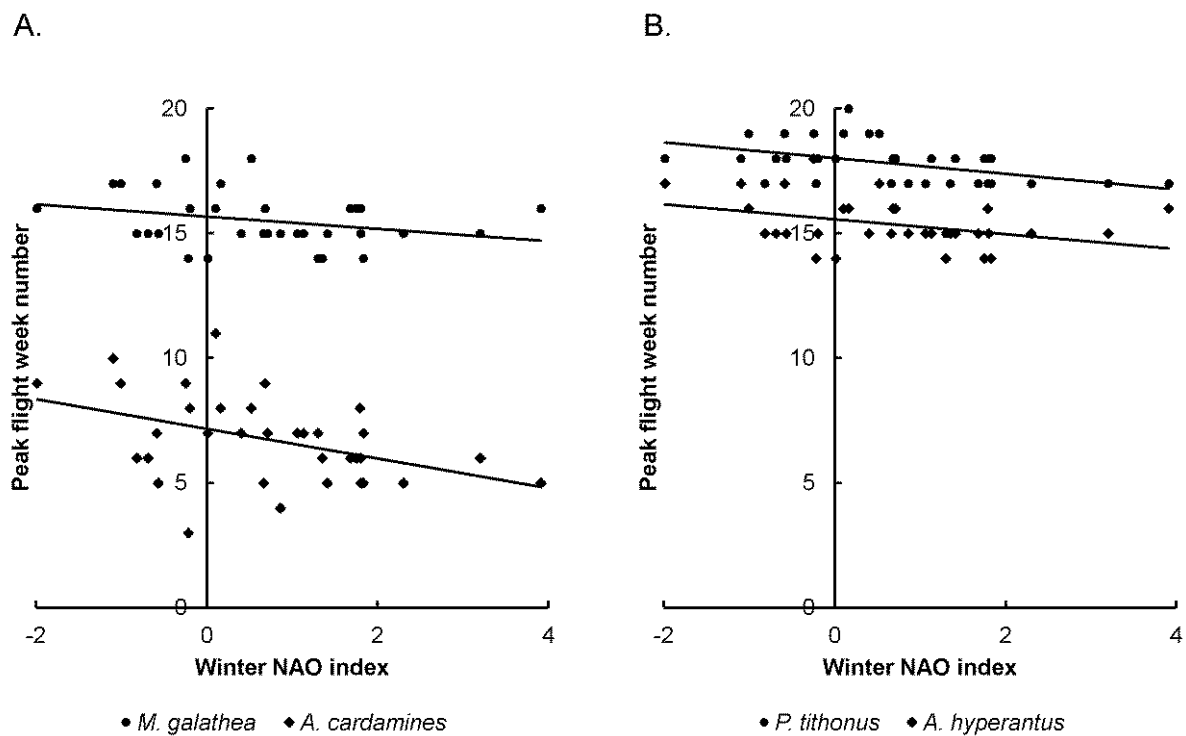 A.
B.
20
15
10
5
0
-2 0 2 4
Peak flight week number
Winter NAO index
M. galathea A. cardamines
20
15
10
5
0
-2 0 2 4
Peak flight week number
Winter NAO index
P. tithonus A. hyperantus